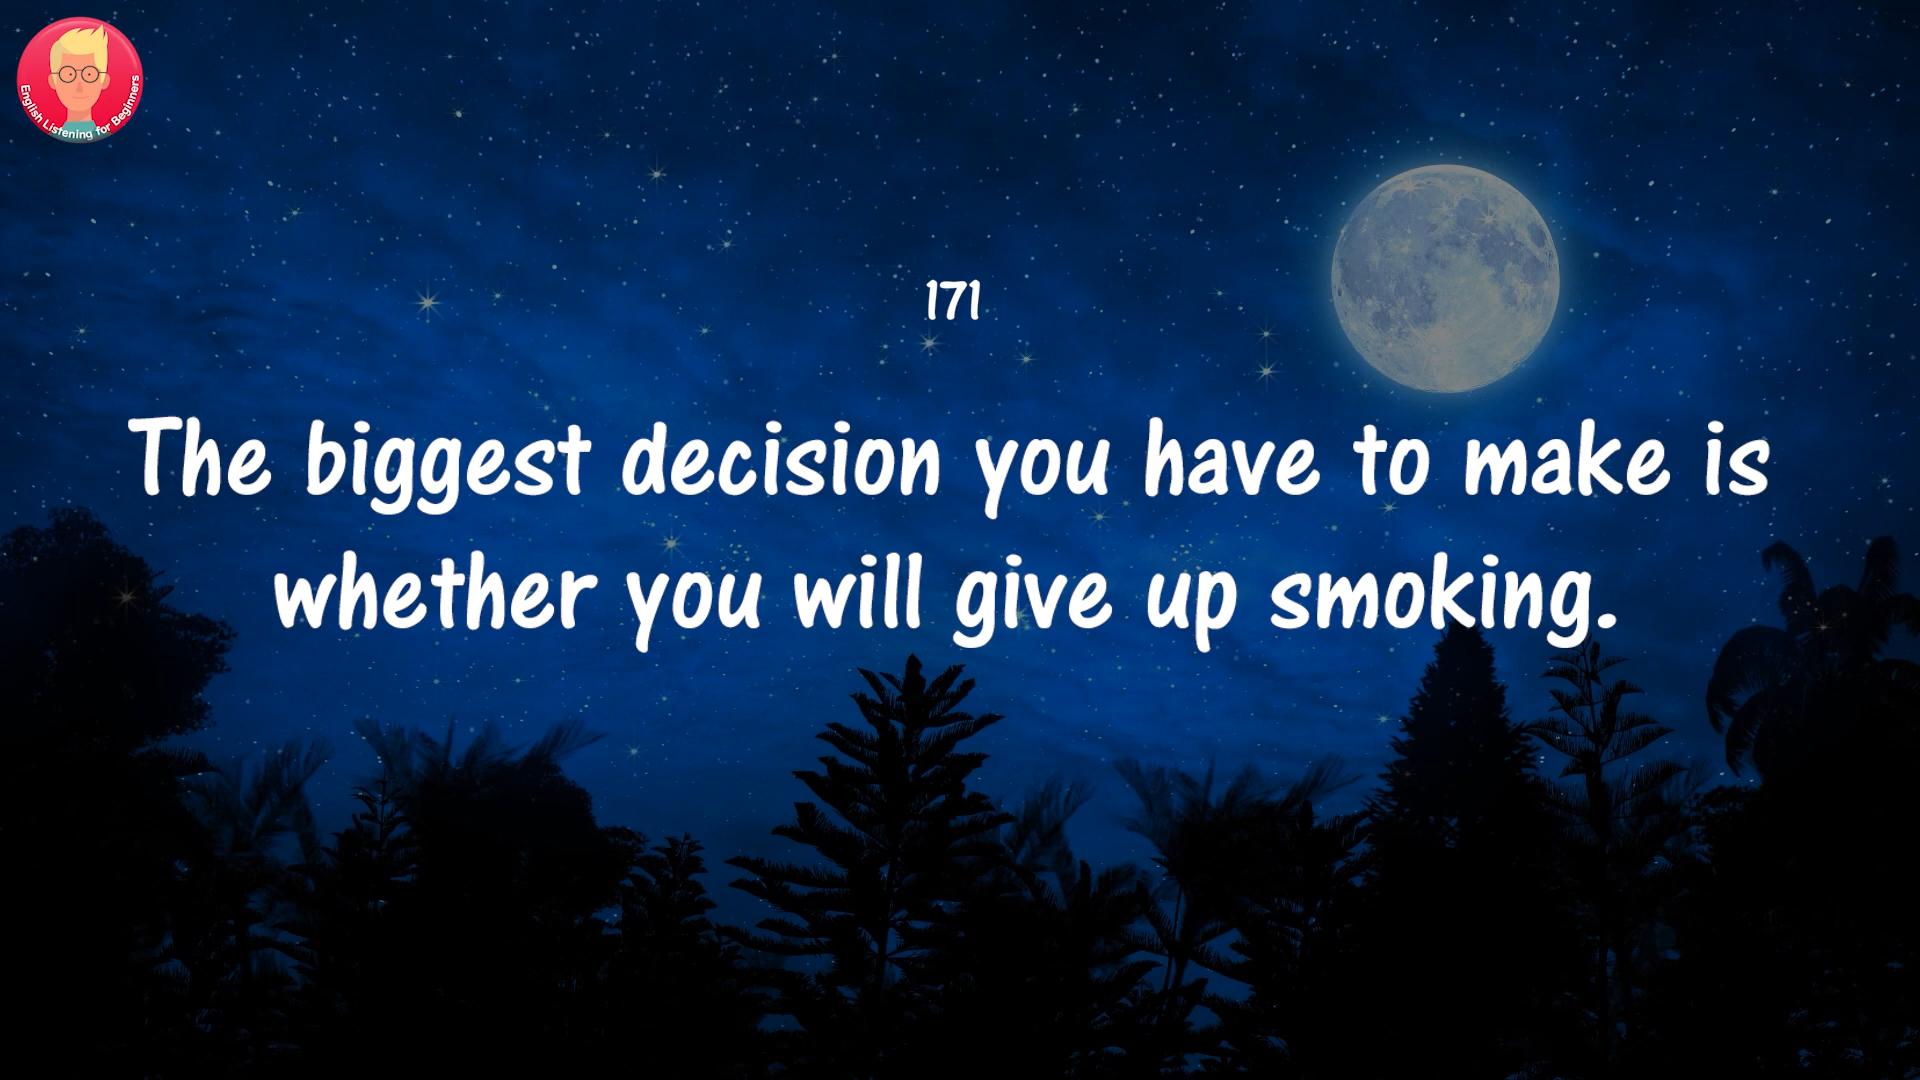 English Listening for Beginners
171
The biggest decision you have to make is
whether you will give up smoking.